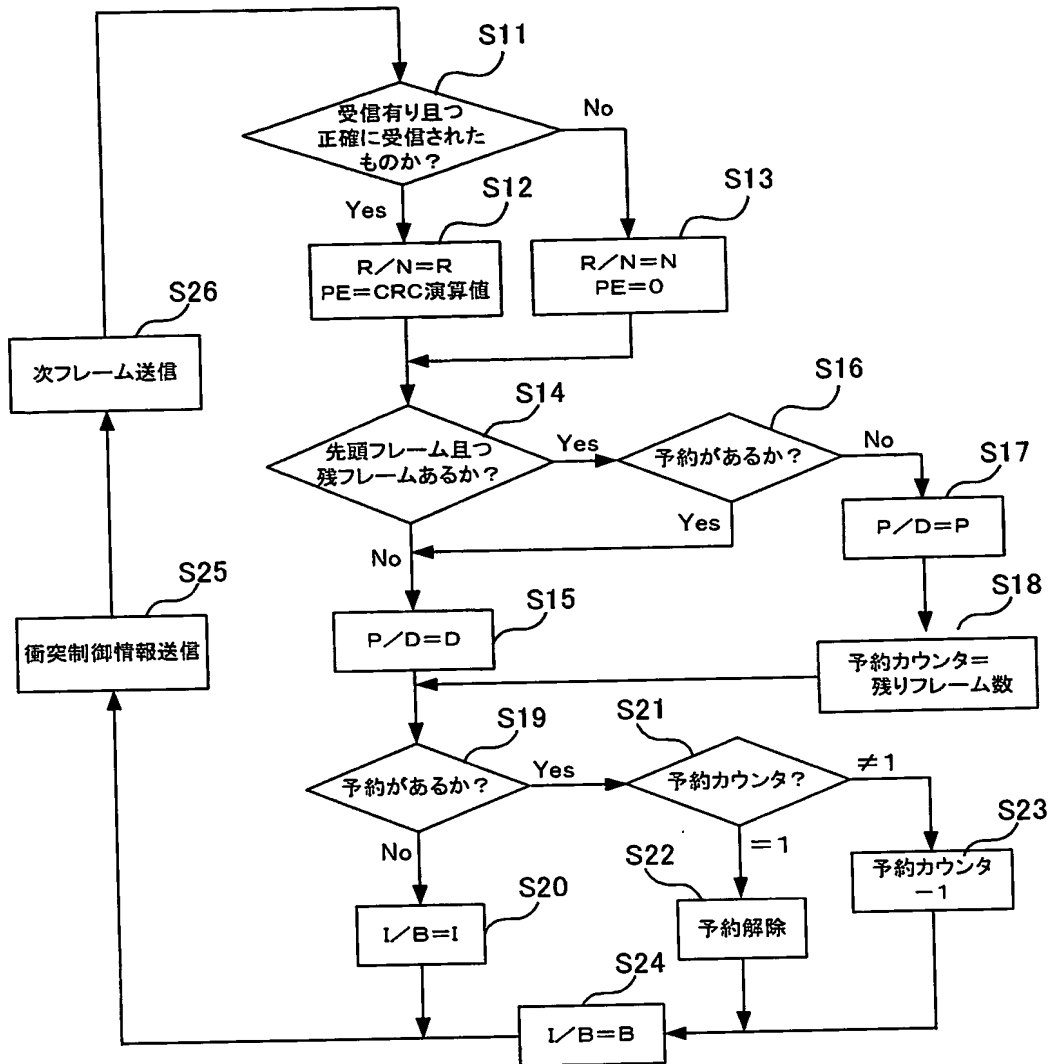 S11
受信有り且つ
正確に受信された
ものか？
No
Yes
S12
R／N＝R
PE＝CRC演算値
S13
R／N＝N
PE＝0
S26
次フレーム送信
S14
先頭フレーム且つ
残フレームあるか？
Yes
No
S16
予約があるか？
No
Yes
S17
P／D＝P
S25
衝突制御情報送信
S15
P／D＝D
S18
予約カウンタ＝
残りフレーム数
S19
予約があるか？
Yes
No
S21
予約カウンタ？
≠1
＝1
S23
予約カウンタ
－1
S20
I／B＝I
S22
予約解除
S24
I／B＝B